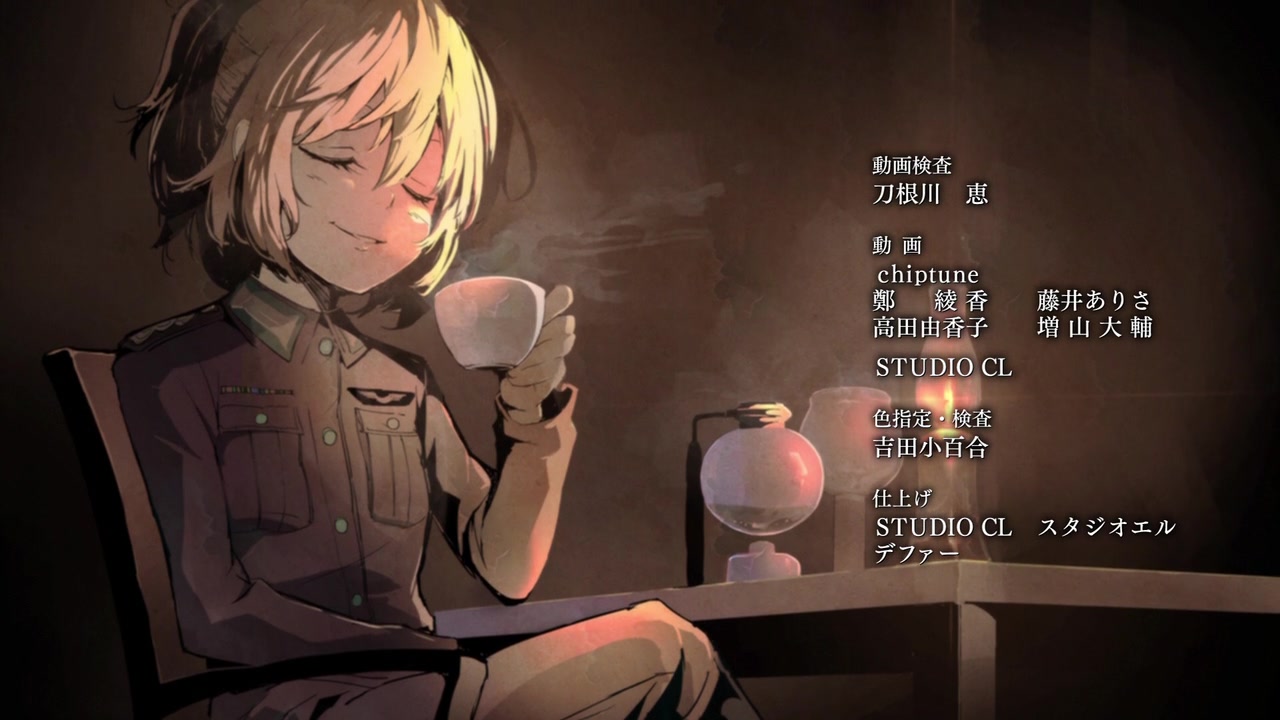 動画検査
刀根川 恵
動 画
chiptune
鄭 綾 香 藤井ありさ
高田由香子 増 山 大 輔
STUDIO CL
色指定・検査
吉田小百合
仕上げ
STUDIO CL スタジオエル
デファー